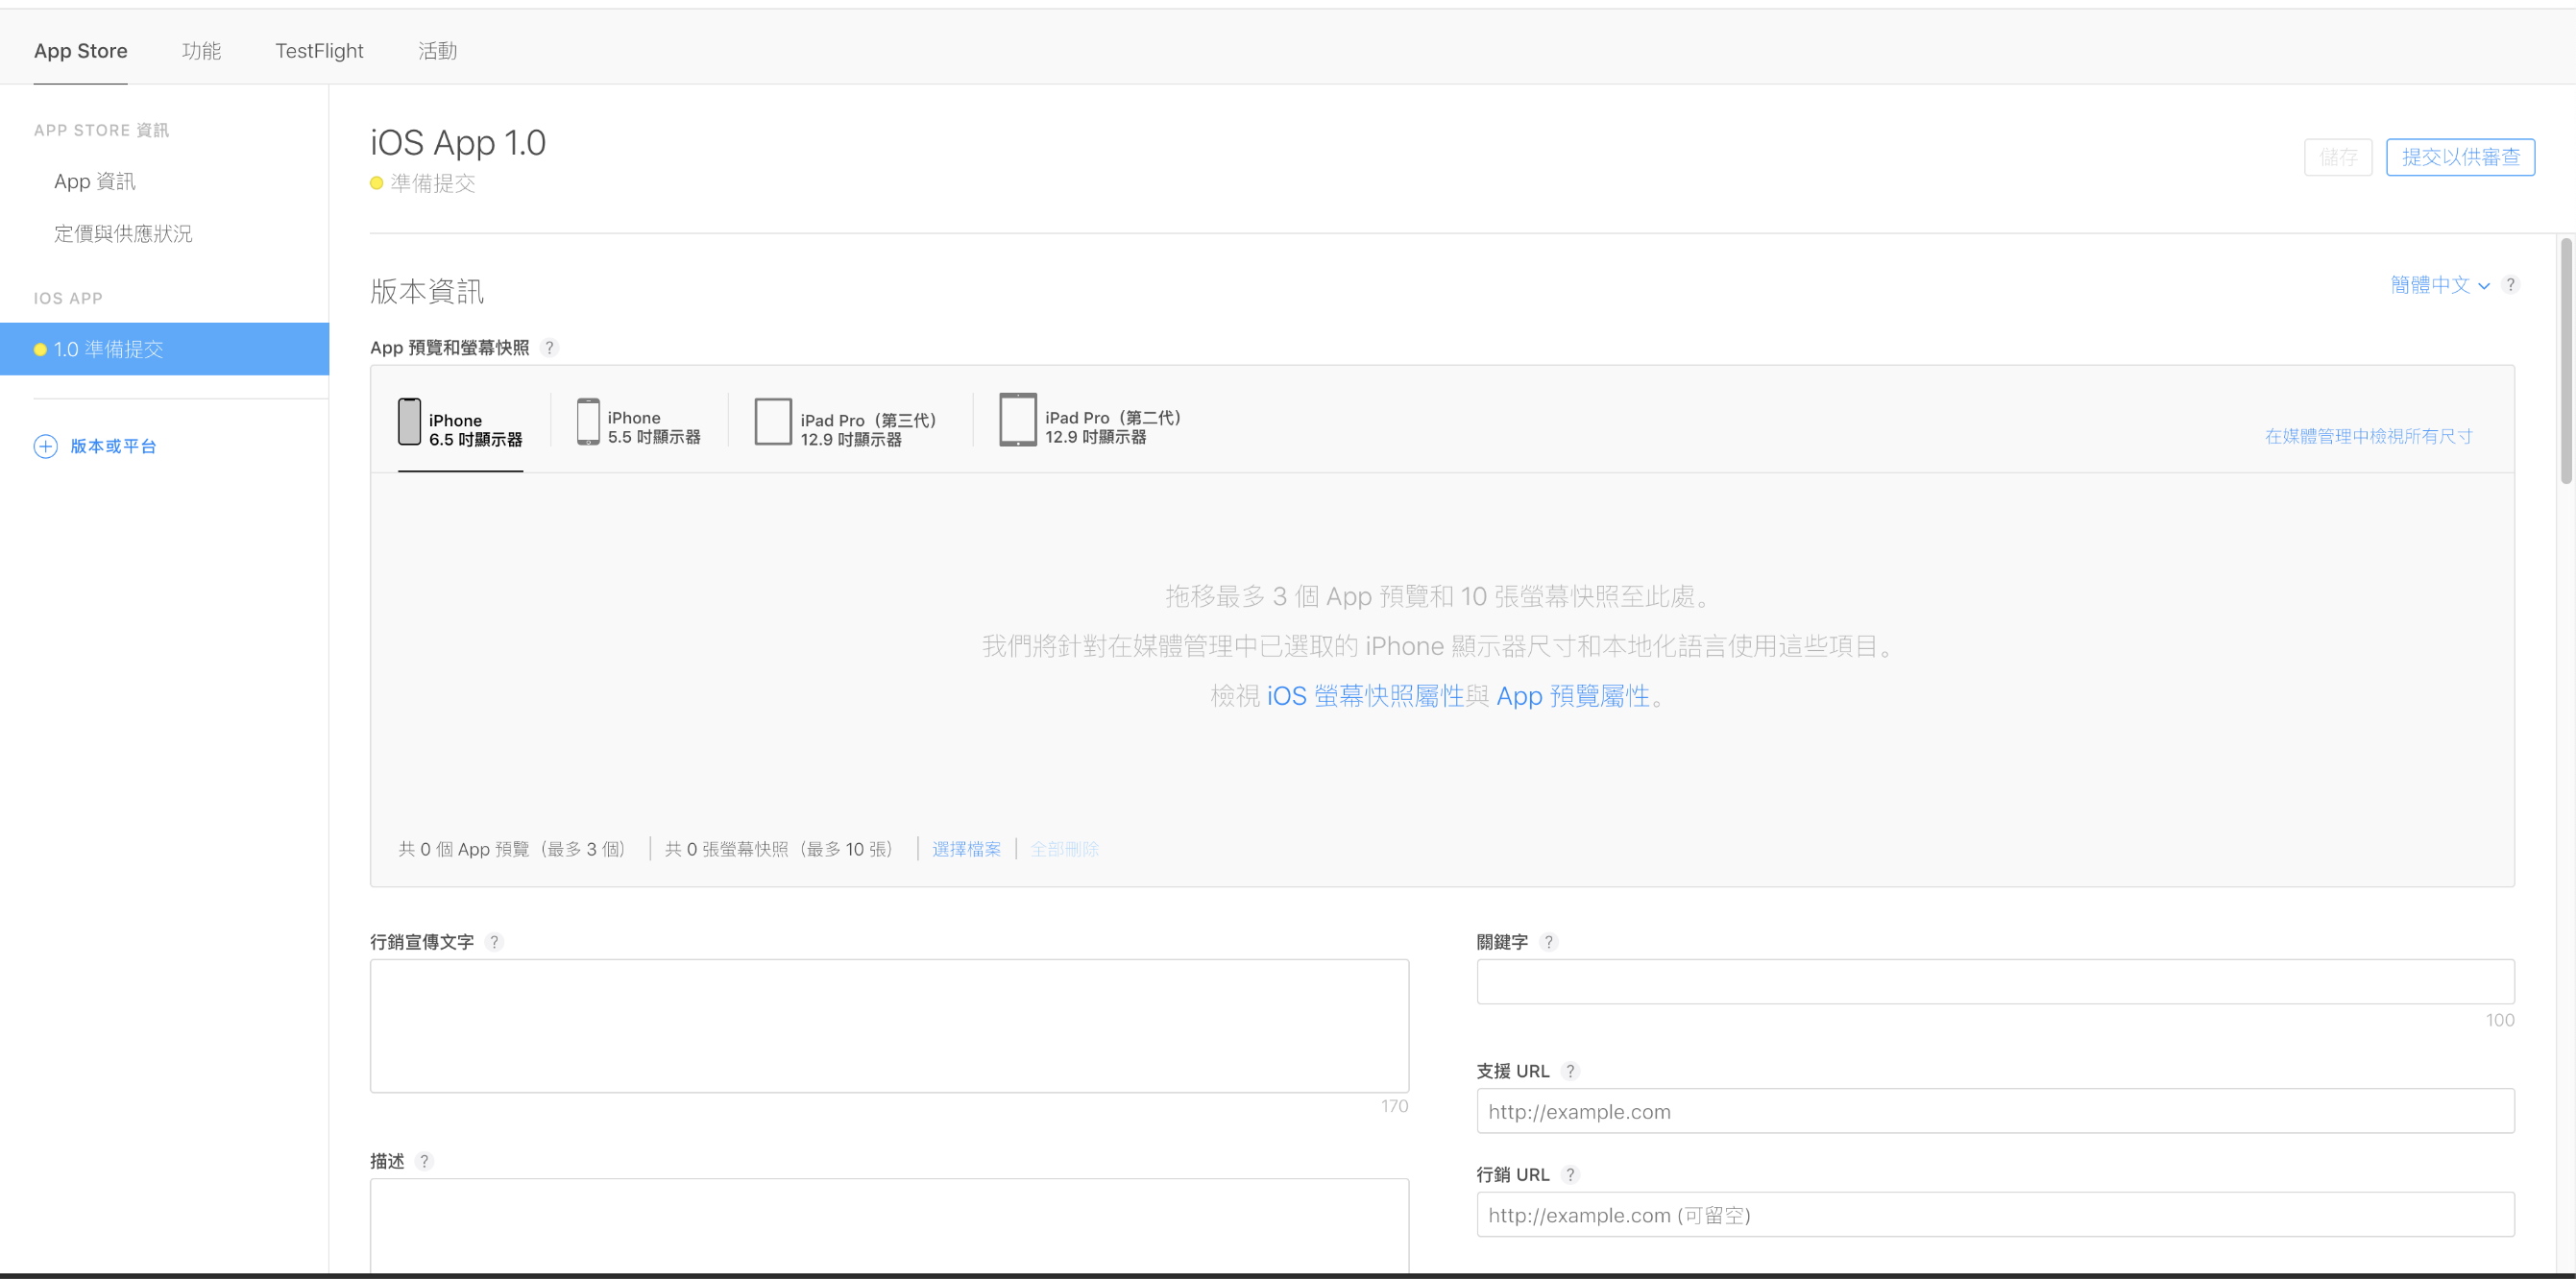 App Store 功能 TestFlight 活動
APP STORE 資訊
App 資訊
定價與供應狀況
IOS APP
1.0 準備提交
版本或平台
iOS App 1.0
準備提交
儲存 提交以供審查
版本資訊
簡體中文 ?
App 預覽和螢幕快照 ?
iPhone
6.5 吋顯示器
iPhone
5.5 吋顯示器
iPad Pro（第三代）
12.9 吋顯示器
iPad Pro（第二代）
12.9 吋顯示器
在媒體管理中檢視所有尺寸
拖移最多 3 個 App 預覽和 10 張螢幕快照至此處。
我們將針對在媒體管理中已選取的 iPhone 顯示器尺寸和本地化語言使用這些項目。
檢視 iOS 螢幕快照屬性與 App 預覽屬性。
共 0 個 App 預覽（最多 3 個） 共 0 張螢幕快照（最多 10 張） 選擇檔案 全部刪除
行銷宣傳文字 ?
170
描述 ?
關鍵字 ?
100
支援 URL ?
http://example.com
行銷 URL ?
http://example.com (可留空)